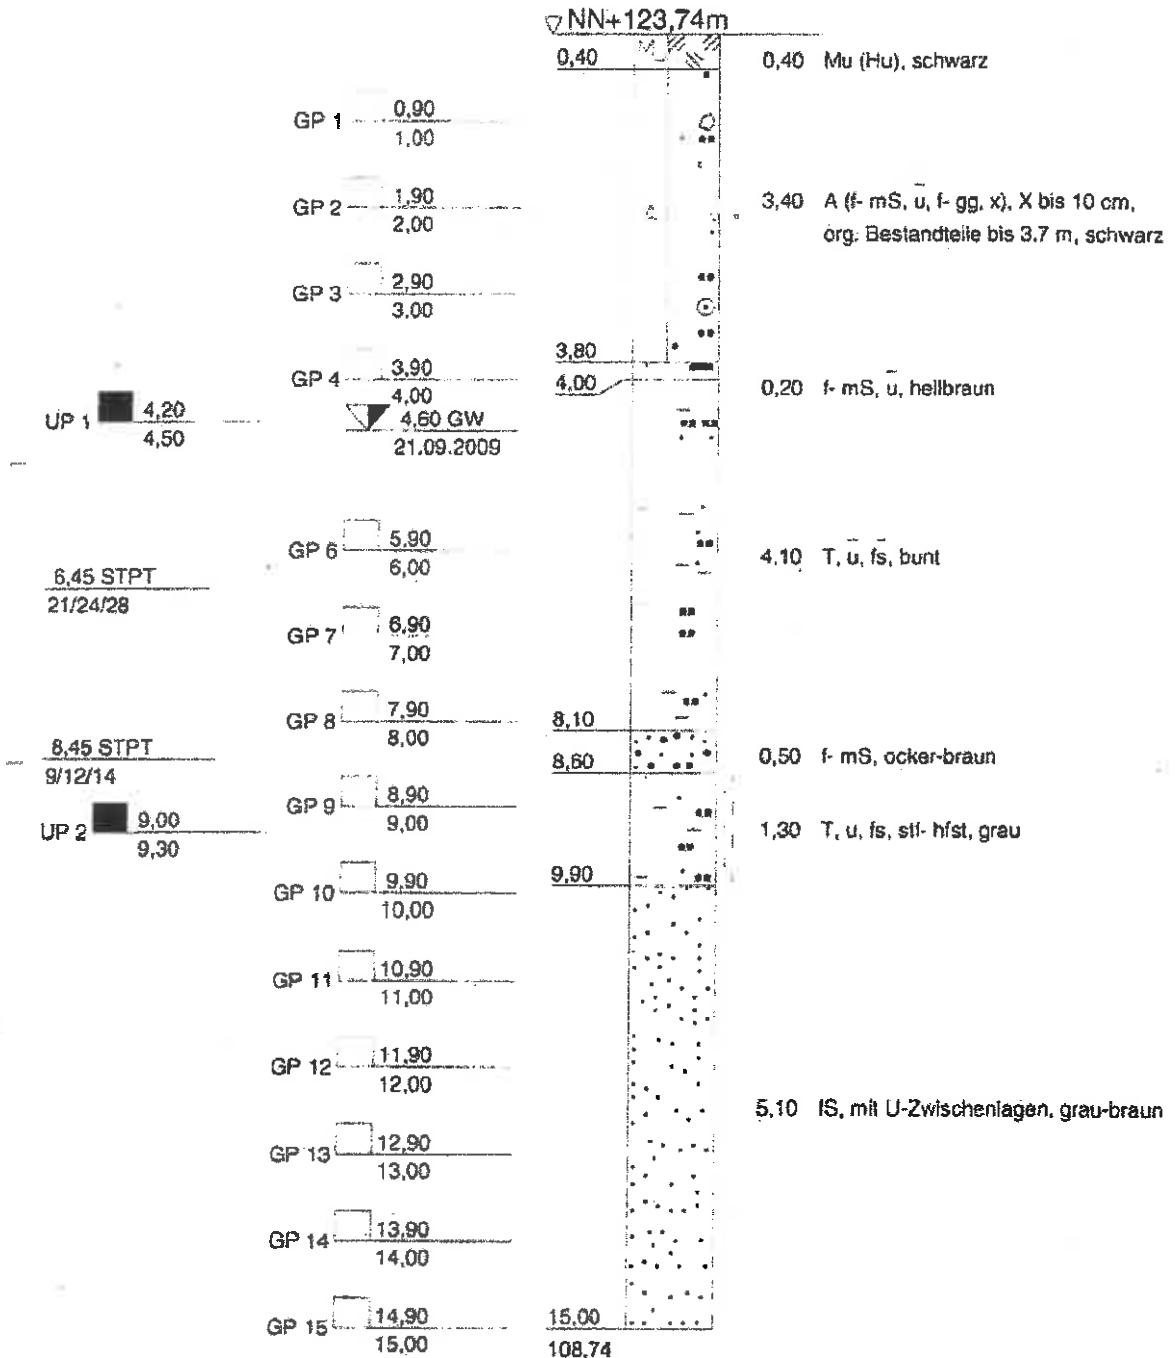 NN+123,74m
M
0,40
0,40 Mu (Hu), schwarz
GP 1 0,90
1,00
GP 2 1,90
2,00
3,40 A (f- mS, ū, f- gg, x), X bis 10 cm,
org. Bestandteile bis 3.7 m, schwarz
A
GP 3 2,90
3,00
3,80
GP 4 3,90
4,00
4,00
0,20 f- mS, ū, hellbraun
UP 1 4,20
4,50
4,60 GW
21.09.2009
GP 6 5,90
6,00
4,10 T, ū, f̄s, bunt
6,45 STPT
21/24/28
GP 7 6,90
7,00
GP 8 7,90
8,00
8,10
8,45 STPT
9/12/14
8,60
0,50 f- mS, ocker-braun
GP 9 8,90
9,00
UP 2 9,00
9,30
1,30 T, u, fs, stf- hfst, grau
GP 10 9,90
10,00
9,90
GP 11 10,90
11,00
GP 12 11,90
12,00
5,10 fS, mit U-Zwischenlagen, grau-braun
GP 13 12,90
13,00
GP 14 13,90
14,00
GP 15 14,90
15,00
15,00
108,74